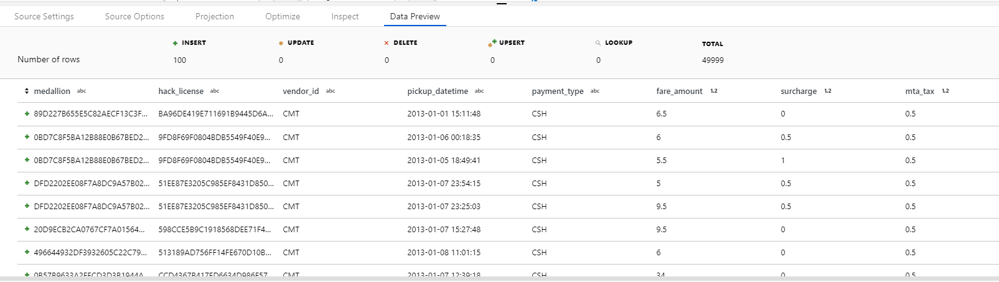 Source Settings Source Options Projection Optimize Inspect Data Preview
INSERT UPDATE DELETE UPSERT LOOKUP TOTAL
Number of rows 100 0 0 0 0 49999
medallion abc hack_license abc vendor_id abc pickup_datetime abc payment_type abc fare_amount 1.2 surcharge 1.2 mta_tax 1.2
89D227B655E5C82AECF13C3F... BA96DE419E711691B9445D6A... CMT 2013-01-01 15:11:48 CSH 6.5 0 0.5
0BD7C8F5BA12B88E0B67BED2... 9FD8F69F0804BDB5549F40E9... CMT 2013-01-06 00:18:35 CSH 6 0.5 0.5
0BD7C8F5BA12B88E0B67BED2... 9FD8F69F0804BDB5549F40E9... CMT 2013-01-05 18:49:41 CSH 5.5 1 0.5
DFD2202EE08F7A8DC9A57B02... 51EE87E3205C985EF8431D850... CMT 2013-01-07 23:54:15 CSH 5 0.5 0.5
DFD2202EE08F7A8DC9A57B02... 51EE87E3205C985EF8431D850... CMT 2013-01-07 23:25:03 CSH 9.5 0.5 0.5
20D9ECB2CA0767CF7A01564... 598CCE5B9C1918568DEE71F4... CMT 2013-01-07 15:27:48 CSH 9.5 0 0.5
496644932DF3932605C22C79... 513189AD756FF14FE670D10B... CMT 2013-01-08 11:01:15 CSH 6 0 0.5
0B57B9633A2FECD3D3B1944A... CCD4367B417ED6634D986F57... CMT 2013-01-07 12:39:18 CSH 34 0 0.5